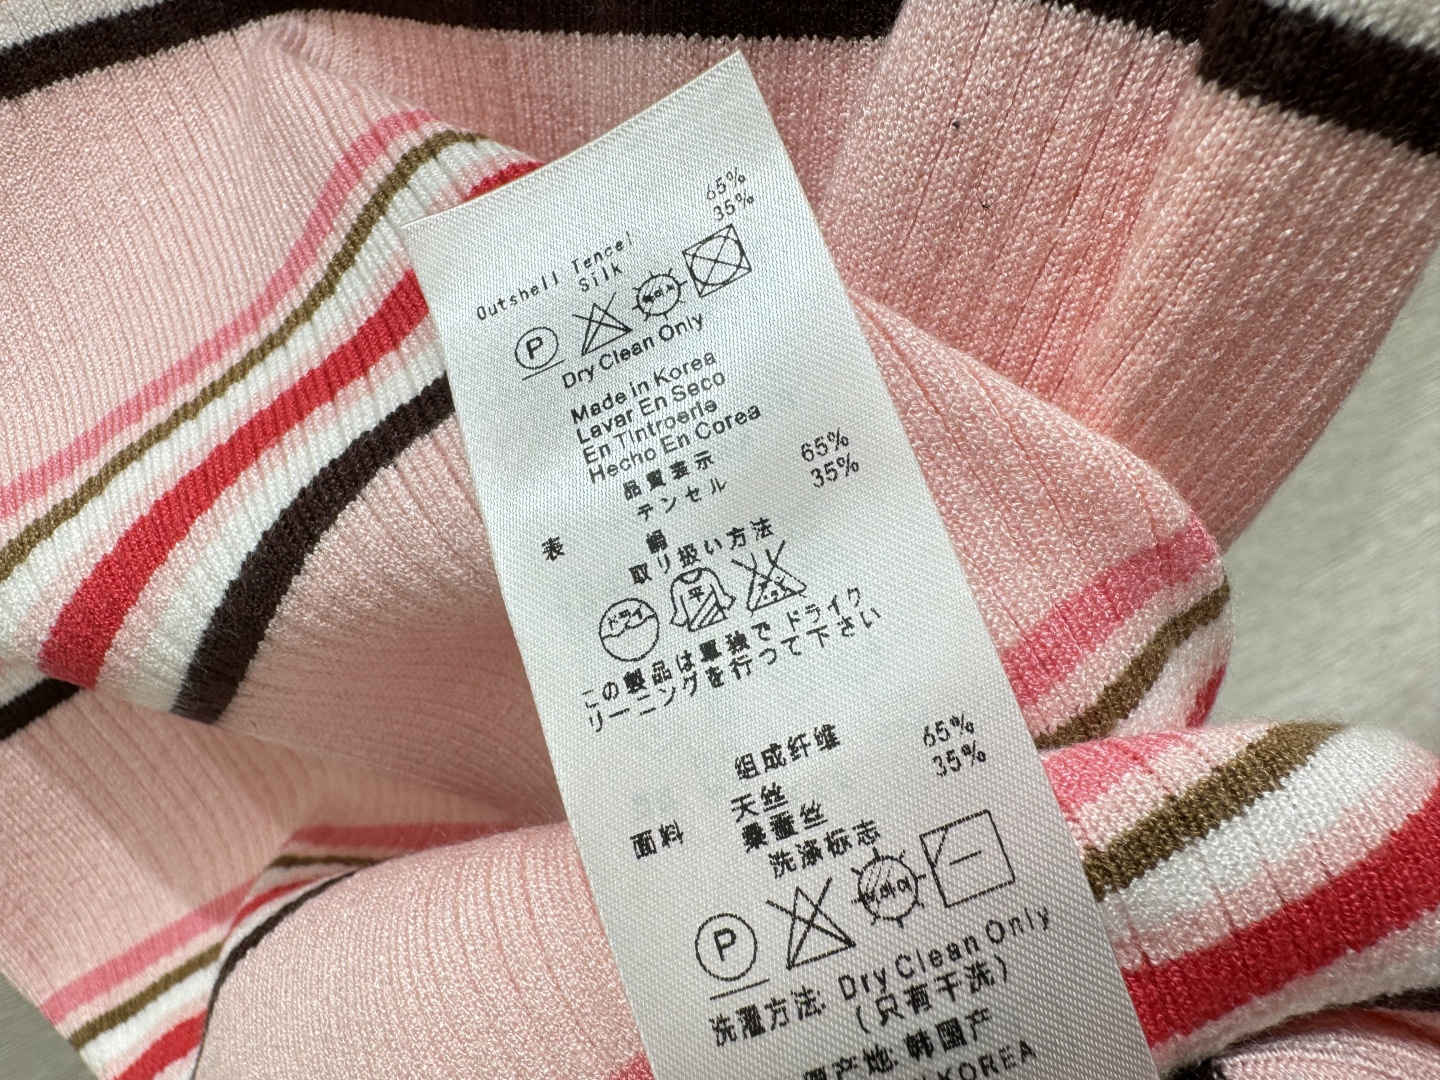 Outshell Tencel 65%
Silk 35%
P
Dry Clean Only
Made in Korea
Lavar En Seco
En Tintroerie
Hecho En Corea
品質表示
表 テンセル 65%
絹 35%
取り扱い方法
ドライ 平
この製品は単独でドライク
リーニングを行って下さい
组成纤维
面料 天丝 65%
桑蚕丝 35%
洗涤标志
P
洗濯方法: Dry Clean Only
(只有干洗)
产地: 韩国产
KOREA